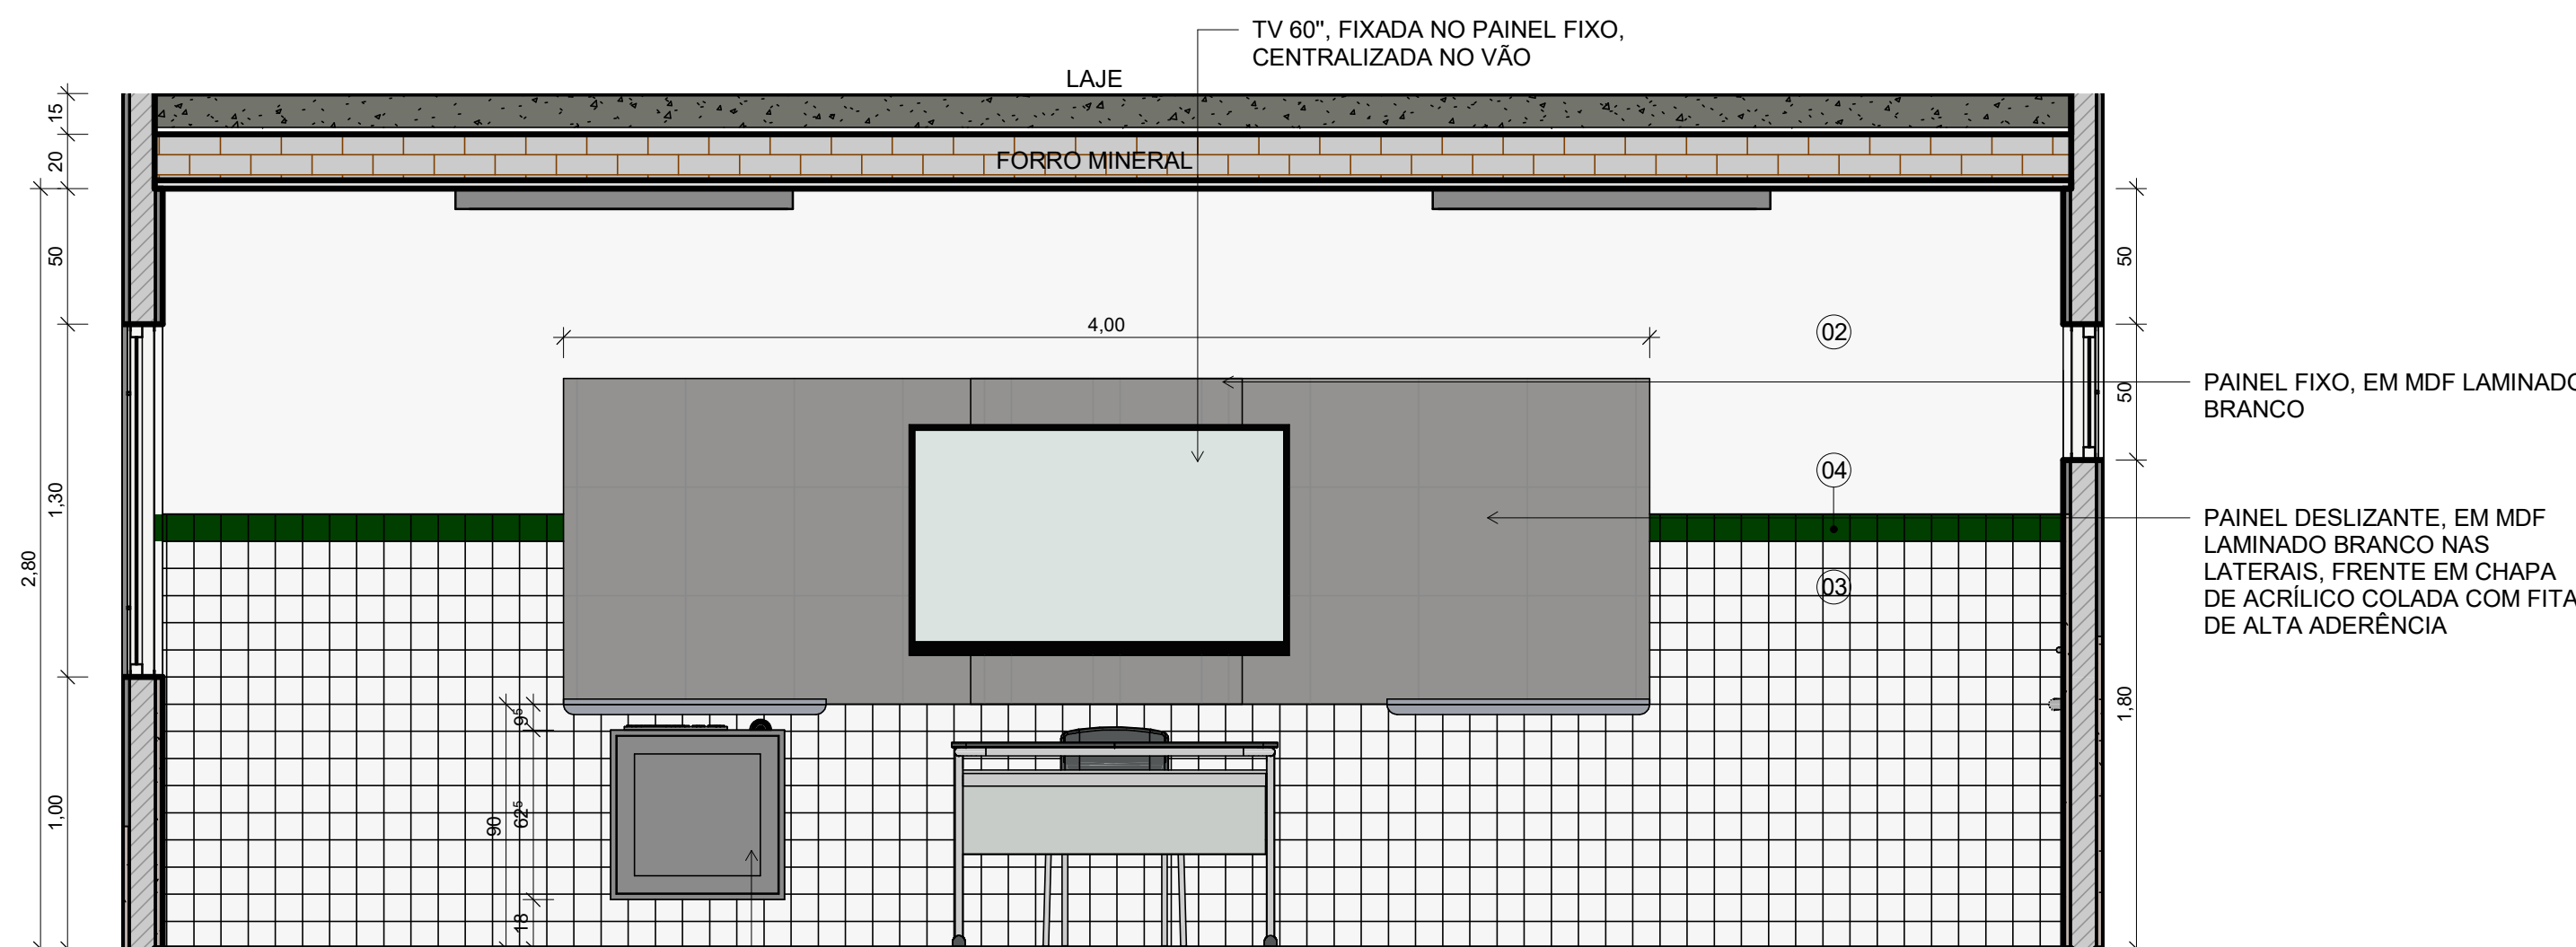 TV 60", FIXADA NO PAINEL FIXO,
CENTRALIZADA NO VÃO
LAJE
15
20
FORRO MINERAL
50
50
4,00
02
PAINEL FIXO, EM MDF LAMINADO
BRANCO
50
04
1,30
PAINEL DESLIZANTE, EM MDF
LAMINADO BRANCO NAS
LATERAIS, FRENTE EM CHAPA
DE ACRÍLICO COLADA COM FITA
DE ALTA ADERÊNCIA
2,80
03
1,80
9⁵
1,00
90
62⁵
18